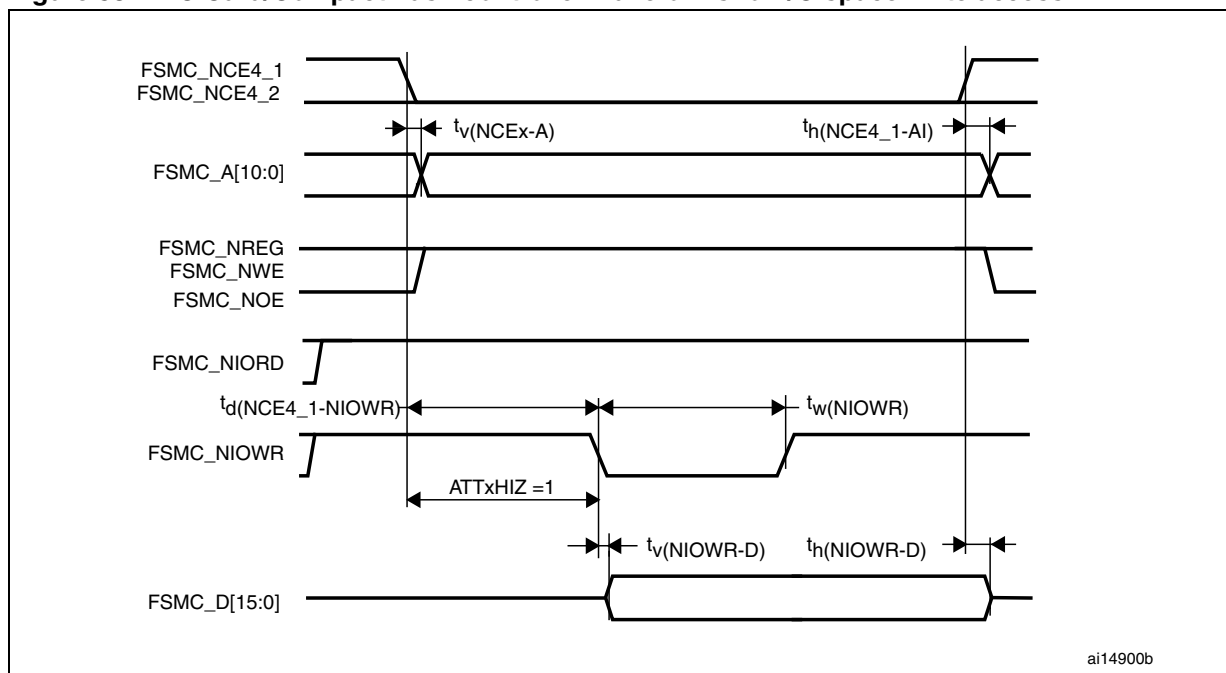 FSMC_NCE4_1
FSMC_NCE4_2
tv(NCEx-A)
th(NCE4_1-AI)
FSMC_A[10:0]
FSMC_NREG
FSMC_NWE
FSMC_NOE
FSMC_NIORD
td(NCE4_1-NIOWR)
tw(NIOWR)
FSMC_NIOWR
ATTxHIZ =1
tv(NIOWR-D)
th(NIOWR-D)
FSMC_D[15:0]
ai14900b